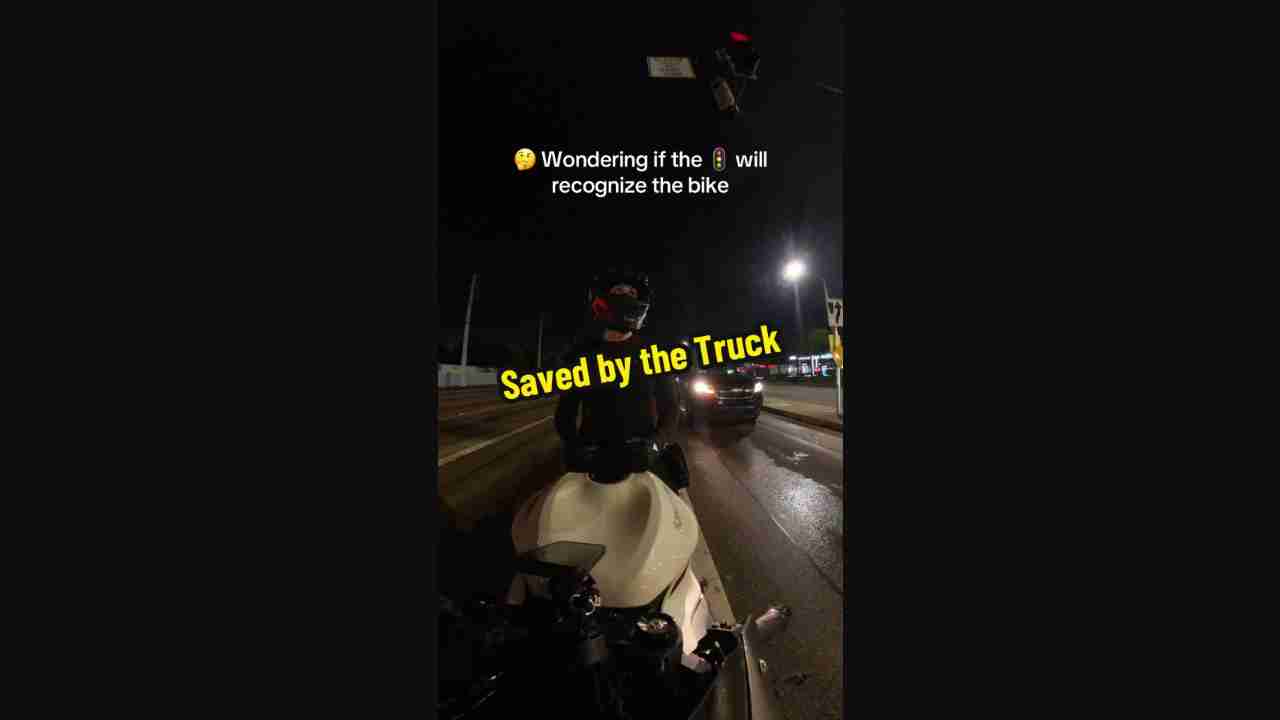 🤔 Wondering if the 🚦 will
recognize the bike
Saved by the Truck